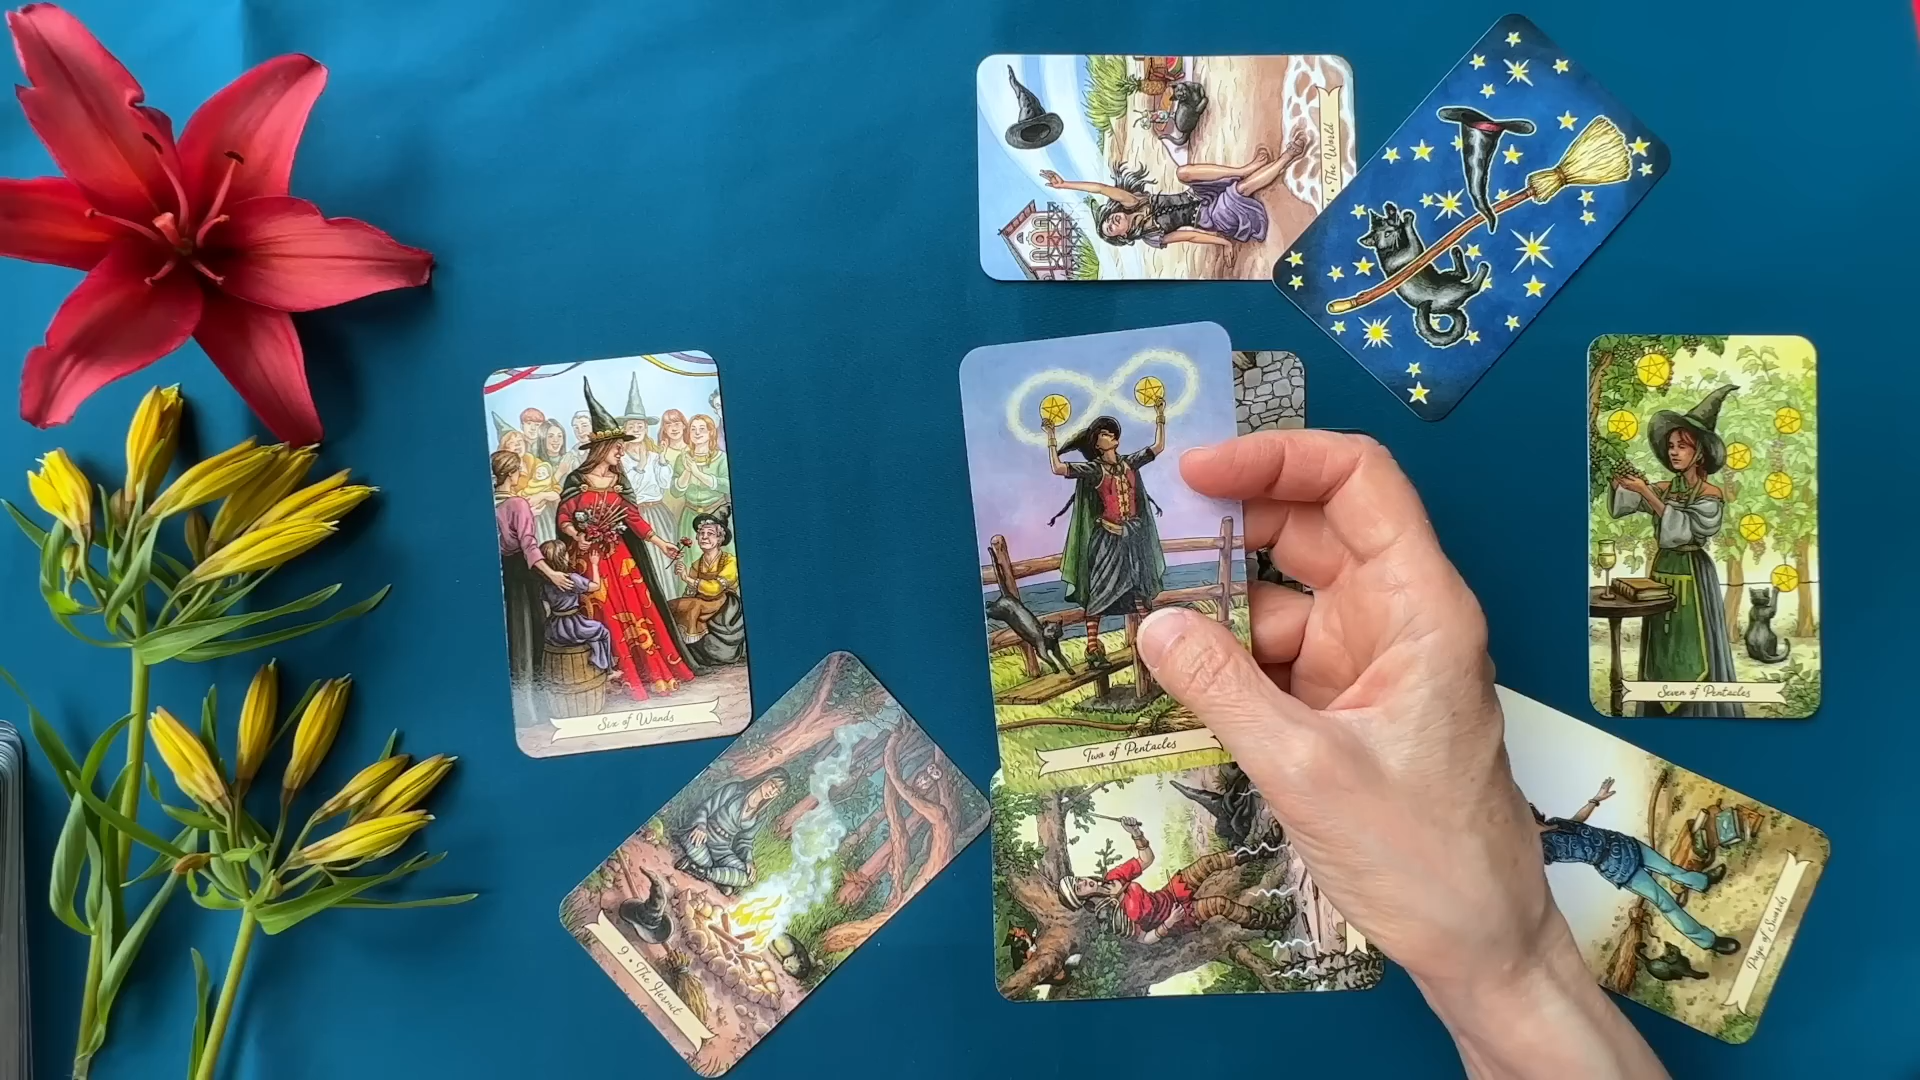 • The World
Six of Wands
Two of Pentacles
Seven of Pentacles
9 • The Hermit
Page of Swords